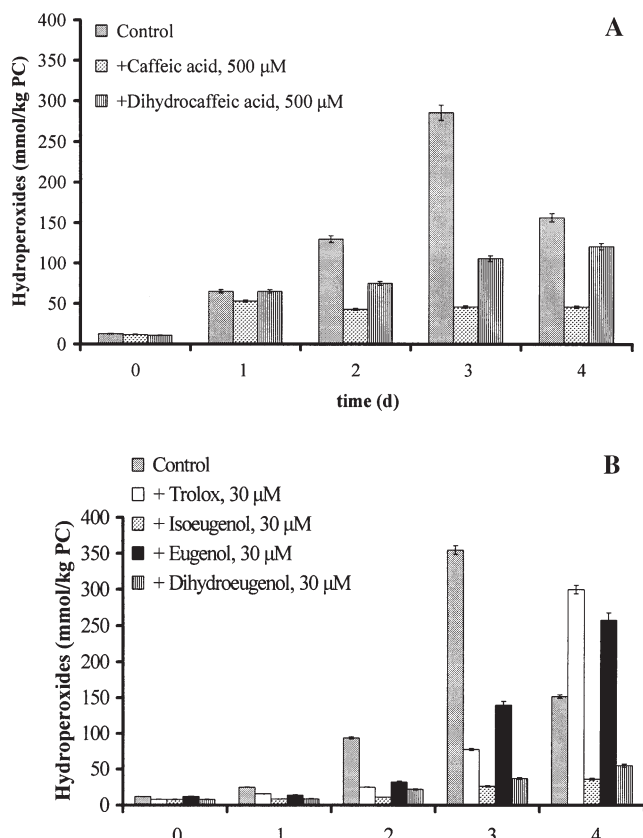 A
Control
+Caffeic acid, 500 µM
+Dihydrocaffeic acid, 500 µM
Hydroperoxides (mmol/kg PC)
400
350
300
250
200
150
100
50
0
0 1 2 3 4
time (d)
B
Control
+ Trolox, 30 µM
+ Isoeugenol, 30 µM
+ Eugenol, 30 µM
+ Dihydroeugenol, 30 µM
Hydroperoxides (mmol/kg PC)
400
350
300
250
200
150
100
50
0
0 1 2 3 4